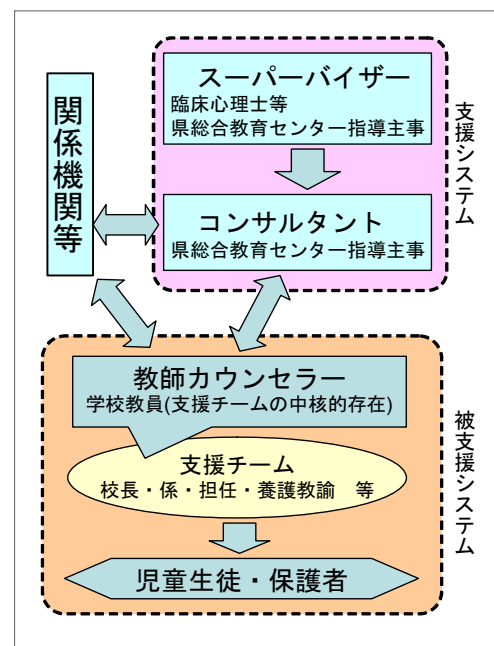 スーパーバイザー
臨床心理士等
県総合教育センター指導主事
支援システム
関係機関等
コンサルタント
県総合教育センター指導主事
教師カウンセラー
学校教員(支援チームの中核的存在)
被支援システム
支援チーム
校長・係・担任・養護教諭　等
児童生徒・保護者